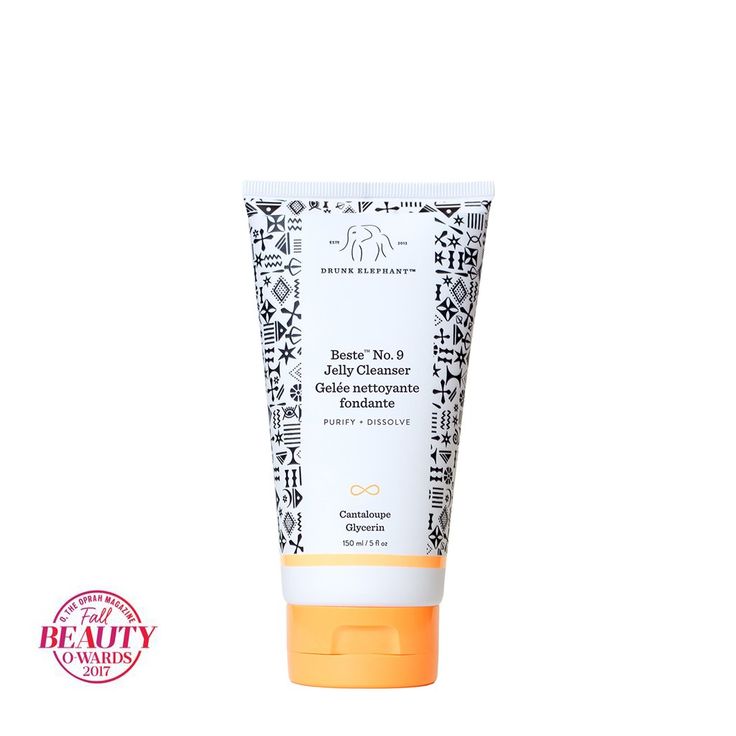 ESTE 2012
DRUNK ELEPHANT™
Beste™ No. 9
Jelly Cleanser
Gelée nettoyante
fondante
PURIFY + DISSOLVE
Cantaloupe
Glycerin
150 ml / 5 fl oz
O, THE OPRAH MAGAZINE
Fall
BEAUTY
O-WARDS
2017